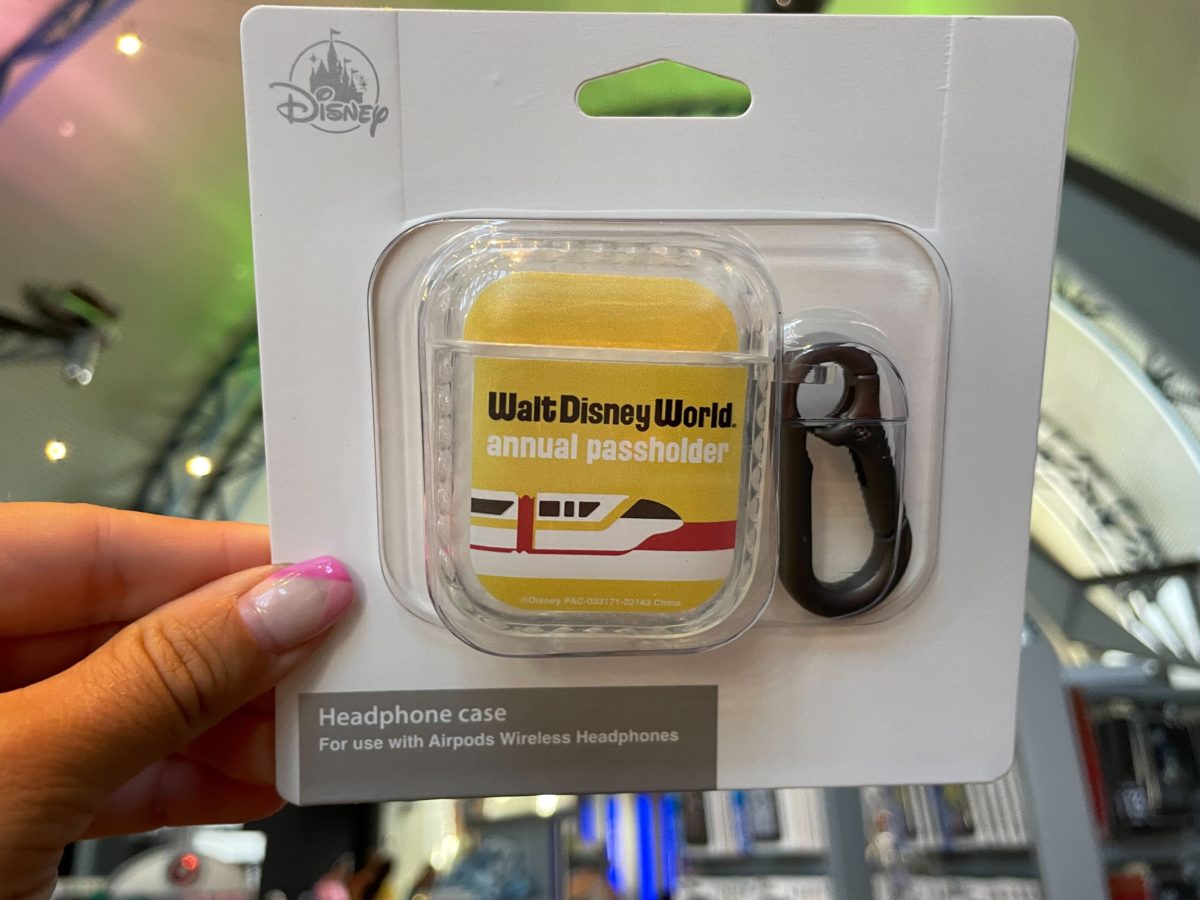 Disney
Walt Disney World.
annual passholder
©Disney FAC-033171-22143 China
Headphone case
For use with Airpods Wireless Headphones